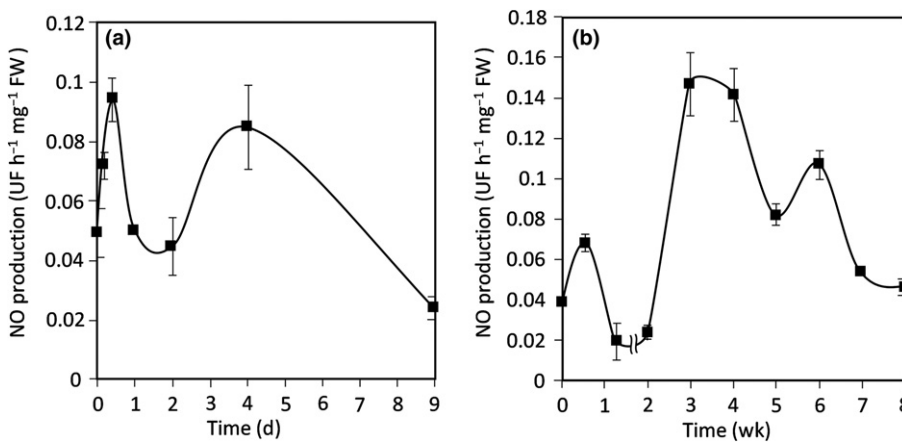 (a)
NO production (UF h⁻¹ mg⁻¹ FW)
0.12
0.1
0.08
0.06
0.04
0.02
0
0 1 2 3 4 5 6 7 8 9
Time (d)
(b)
NO production (UF h⁻¹ mg⁻¹ FW)
0.18
0.16
0.14
0.12
0.1
0.08
0.06
0.04
0.02
0.00
0 1 2 3 4 5 6 7 8
Time (wk)